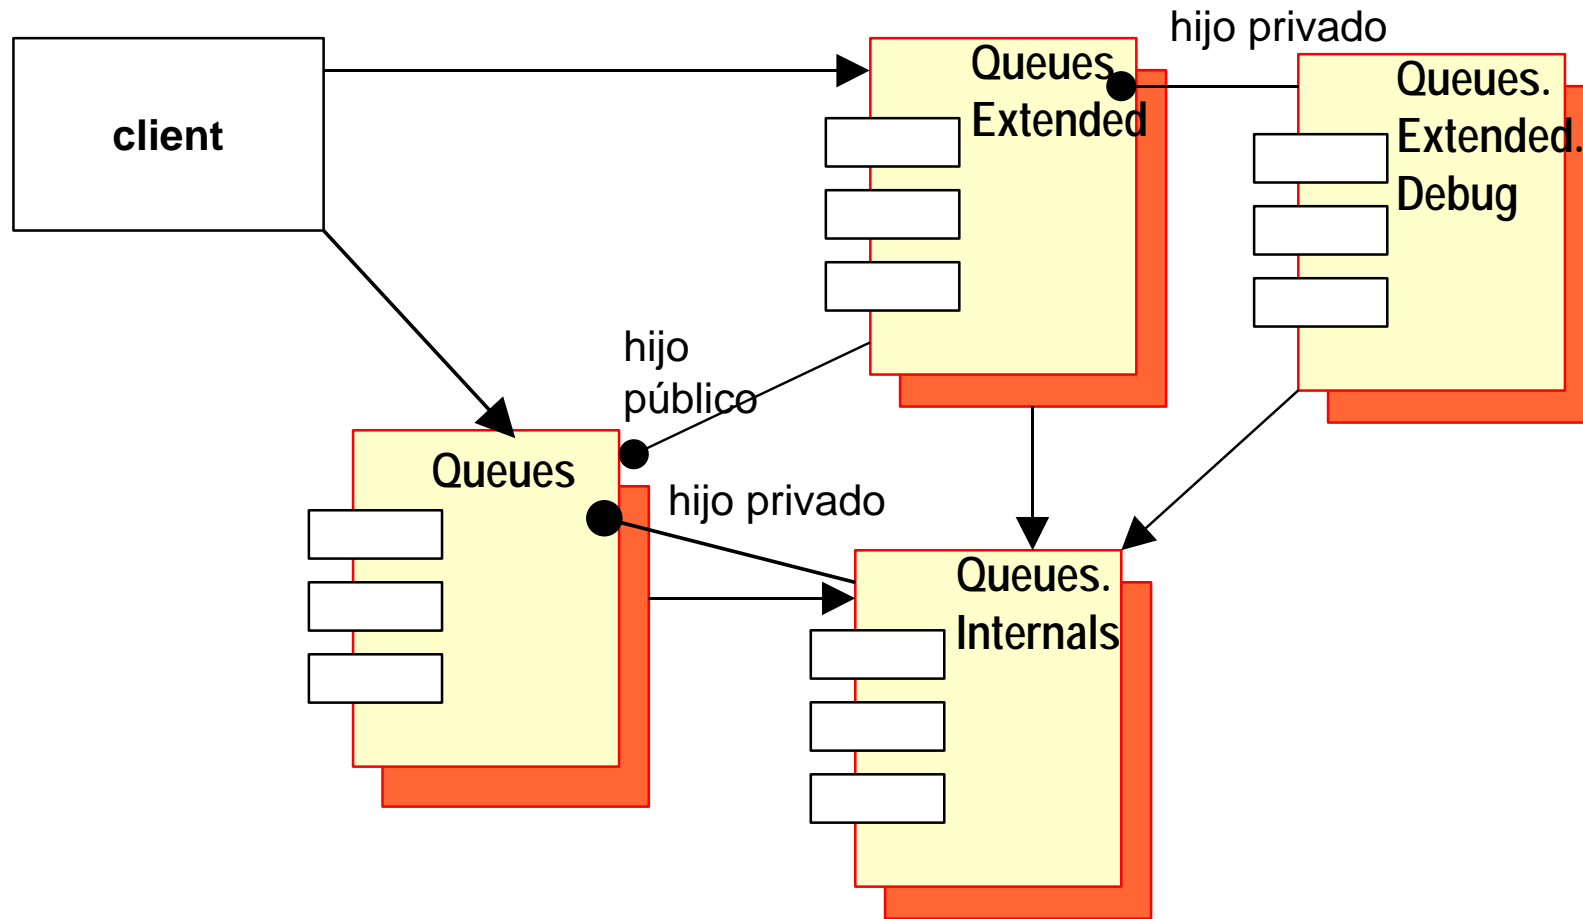 hijo privado
client
Queues
Extended
Queues.
Extended.
Debug
hijo
público
Queues
hijo privado
Queues.
Internals